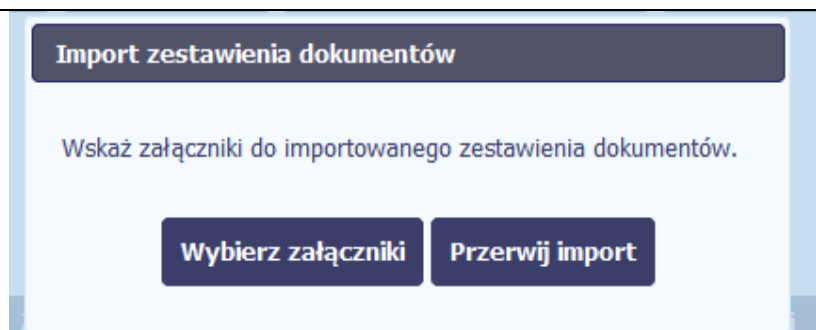 Import zestawienia dokumentów
Wskaż załączniki do importowanego zestawienia dokumentów.
Wybierz załączniki Przerwij import